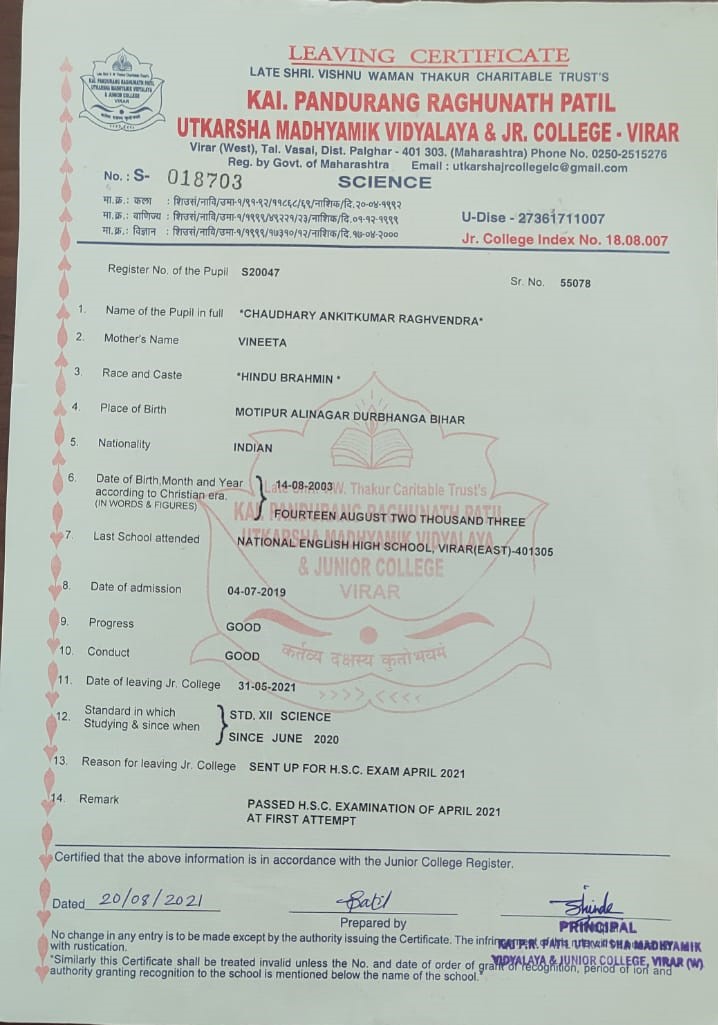 LEAVING CERTIFICATE
LATE SHRI. VISHNU WAMAN THAKUR CHARITABLE TRUST'S
KAI. PANDURANG RAGHUNATH PATIL
UTKARSHA MADHYAMIK VIDYALAYA & JR. COLLEGE - VIRAR
Virar (West), Tal. Vasai, Dist. Palghar - 401 303. (Maharashtra) Phone No. 0250-2515276
Reg. by Govt. of Maharashtra Email : utkarshajrcollegelc@gmail.com
No. : S- 018703 SCIENCE
मा.क्र.: कला : शिउसं/नावि/उमा-१/९१-९२/११८६८/६९/नाशिक/दि.२०-०४-१९९२
मा.क्र.: वाणिज्य : शिउसं/नावि/उमा-१/१९९९/४९२२१/२३/नाशिक/दि.०१-१२-१९९९
मा.क्र.: विज्ञान : शिउसं/नावि/उमा-१/१९९९/१७३१०/१२/नाशिक/दि.१७-०४-२०००
U-Dise - 27361711007
Jr. College Index No. 18.08.007
Register No. of the Pupil S20047
Sr. No. 55078
1. Name of the Pupil in full *CHAUDHARY ANKITKUMAR RAGHVENDRA*
2. Mother's Name VINEETA
3. Race and Caste *HINDU BRAHMIN *
4. Place of Birth MOTIPUR ALINAGAR DURBHANGA BIHAR
5. Nationality INDIAN
6. Date of Birth,Month and Year 14-08-2003
according to Christian era.
(IN WORDS & FIGURES) FOURTEEN AUGUST TWO THOUSAND THREE
7. Last School attended NATIONAL ENGLISH HIGH SCHOOL, VIRAR(EAST)-401305
8. Date of admission 04-07-2019
9. Progress GOOD
10. Conduct GOOD
11. Date of leaving Jr. College 31-05-2021
12. Standard in which STD. XII SCIENCE
Studying & since when SINCE JUNE 2020
13. Reason for leaving Jr. College SENT UP FOR H.S.C. EXAM APRIL 2021
14. Remark PASSED H.S.C. EXAMINATION OF APRIL 2021
AT FIRST ATTEMPT
W. Thakur Caritable Trust's
KAI. PANDURANG RAGHUNATH PATIL
UTKARSHA MADHYAMIK VIDYALAYA
& JUNIOR COLLEGE
VIRAR
कर्तव्य दक्षस्य कुतोभयमं
Certified that the above information is in accordance with the Junior College Register.
Dated 20/08/2021
Prepared by
PRINCIPAL
KAI P.R. PATIL UTKARSHA MADHYAMIK
VIDYALAYA & JUNIOR COLLEGE, VIRAR (W)
No change in any entry is to be made except by the authority issuing the Certificate. The
with rustication.
"Similarly this Certificate shall be treated invalid unless the No. and date of order of grant of recognition, period of and
authority granting recognition to the school is mentioned below the name of the school."